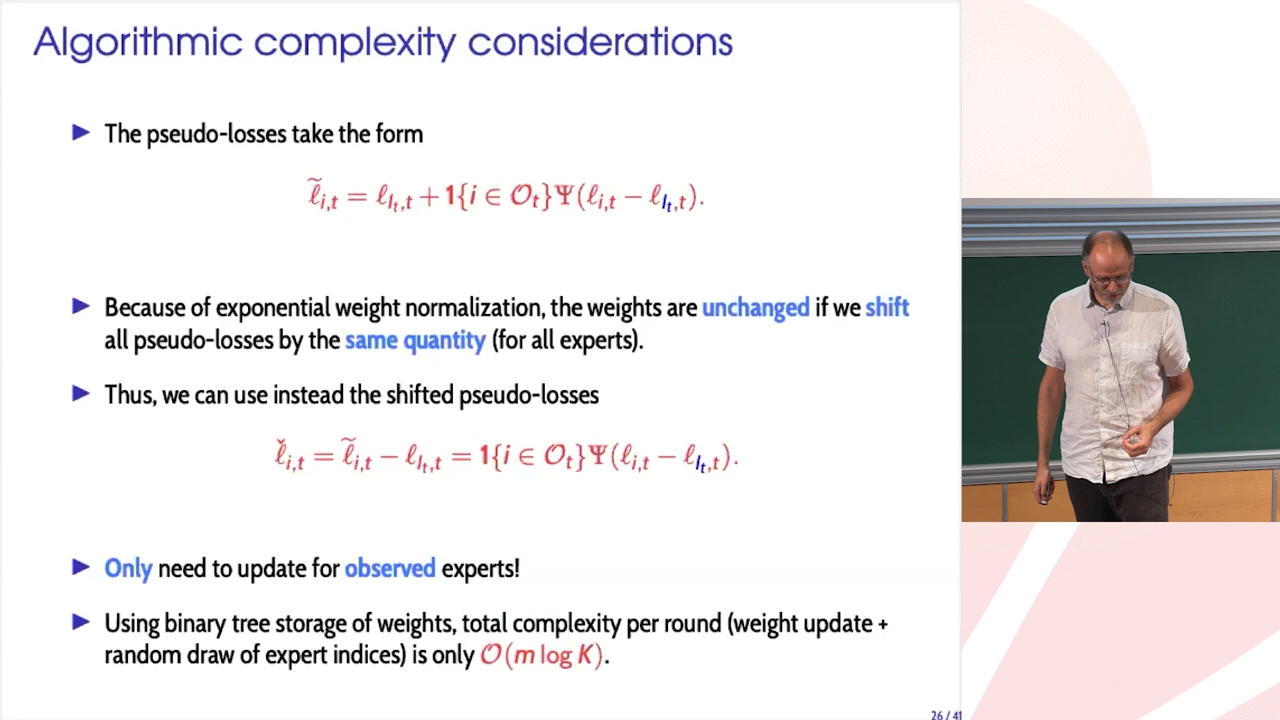 Algorithmic complexity considerations
▶ The pseudo-losses take the form
ℓ̃_{i,t} = ℓ_{I_t,t} + 1{i ∈ O_t}Ψ(ℓ_{i,t} − ℓ_{I_t,t}).
▶ Because of exponential weight normalization, the weights are unchanged if we shift
all pseudo-losses by the same quantity (for all experts).
▶ Thus, we can use instead the shifted pseudo-losses
ℓ̌_{i,t} = ℓ̃_{i,t} − ℓ_{I_t,t} = 1{i ∈ O_t}Ψ(ℓ_{i,t} − ℓ_{I_t,t}).
▶ Only need to update for observed experts!
▶ Using binary tree storage of weights, total complexity per round (weight update +
random draw of expert indices) is only O(m log K).
26 / 41